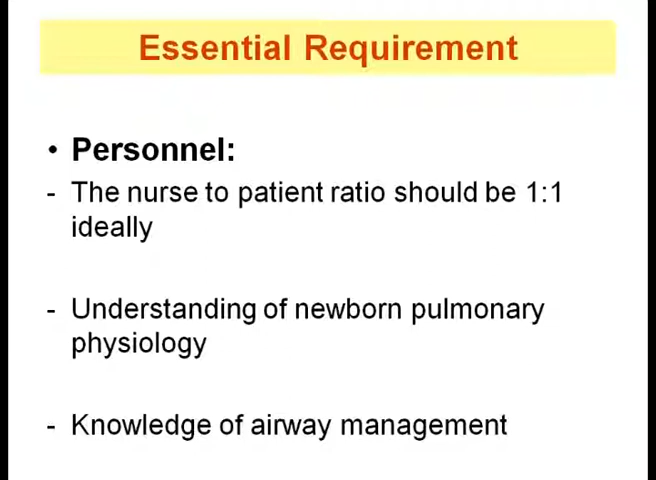 Essential Requirement
• Personnel:
- The nurse to patient ratio should be 1:1
ideally
- Understanding of newborn pulmonary
physiology
- Knowledge of airway management